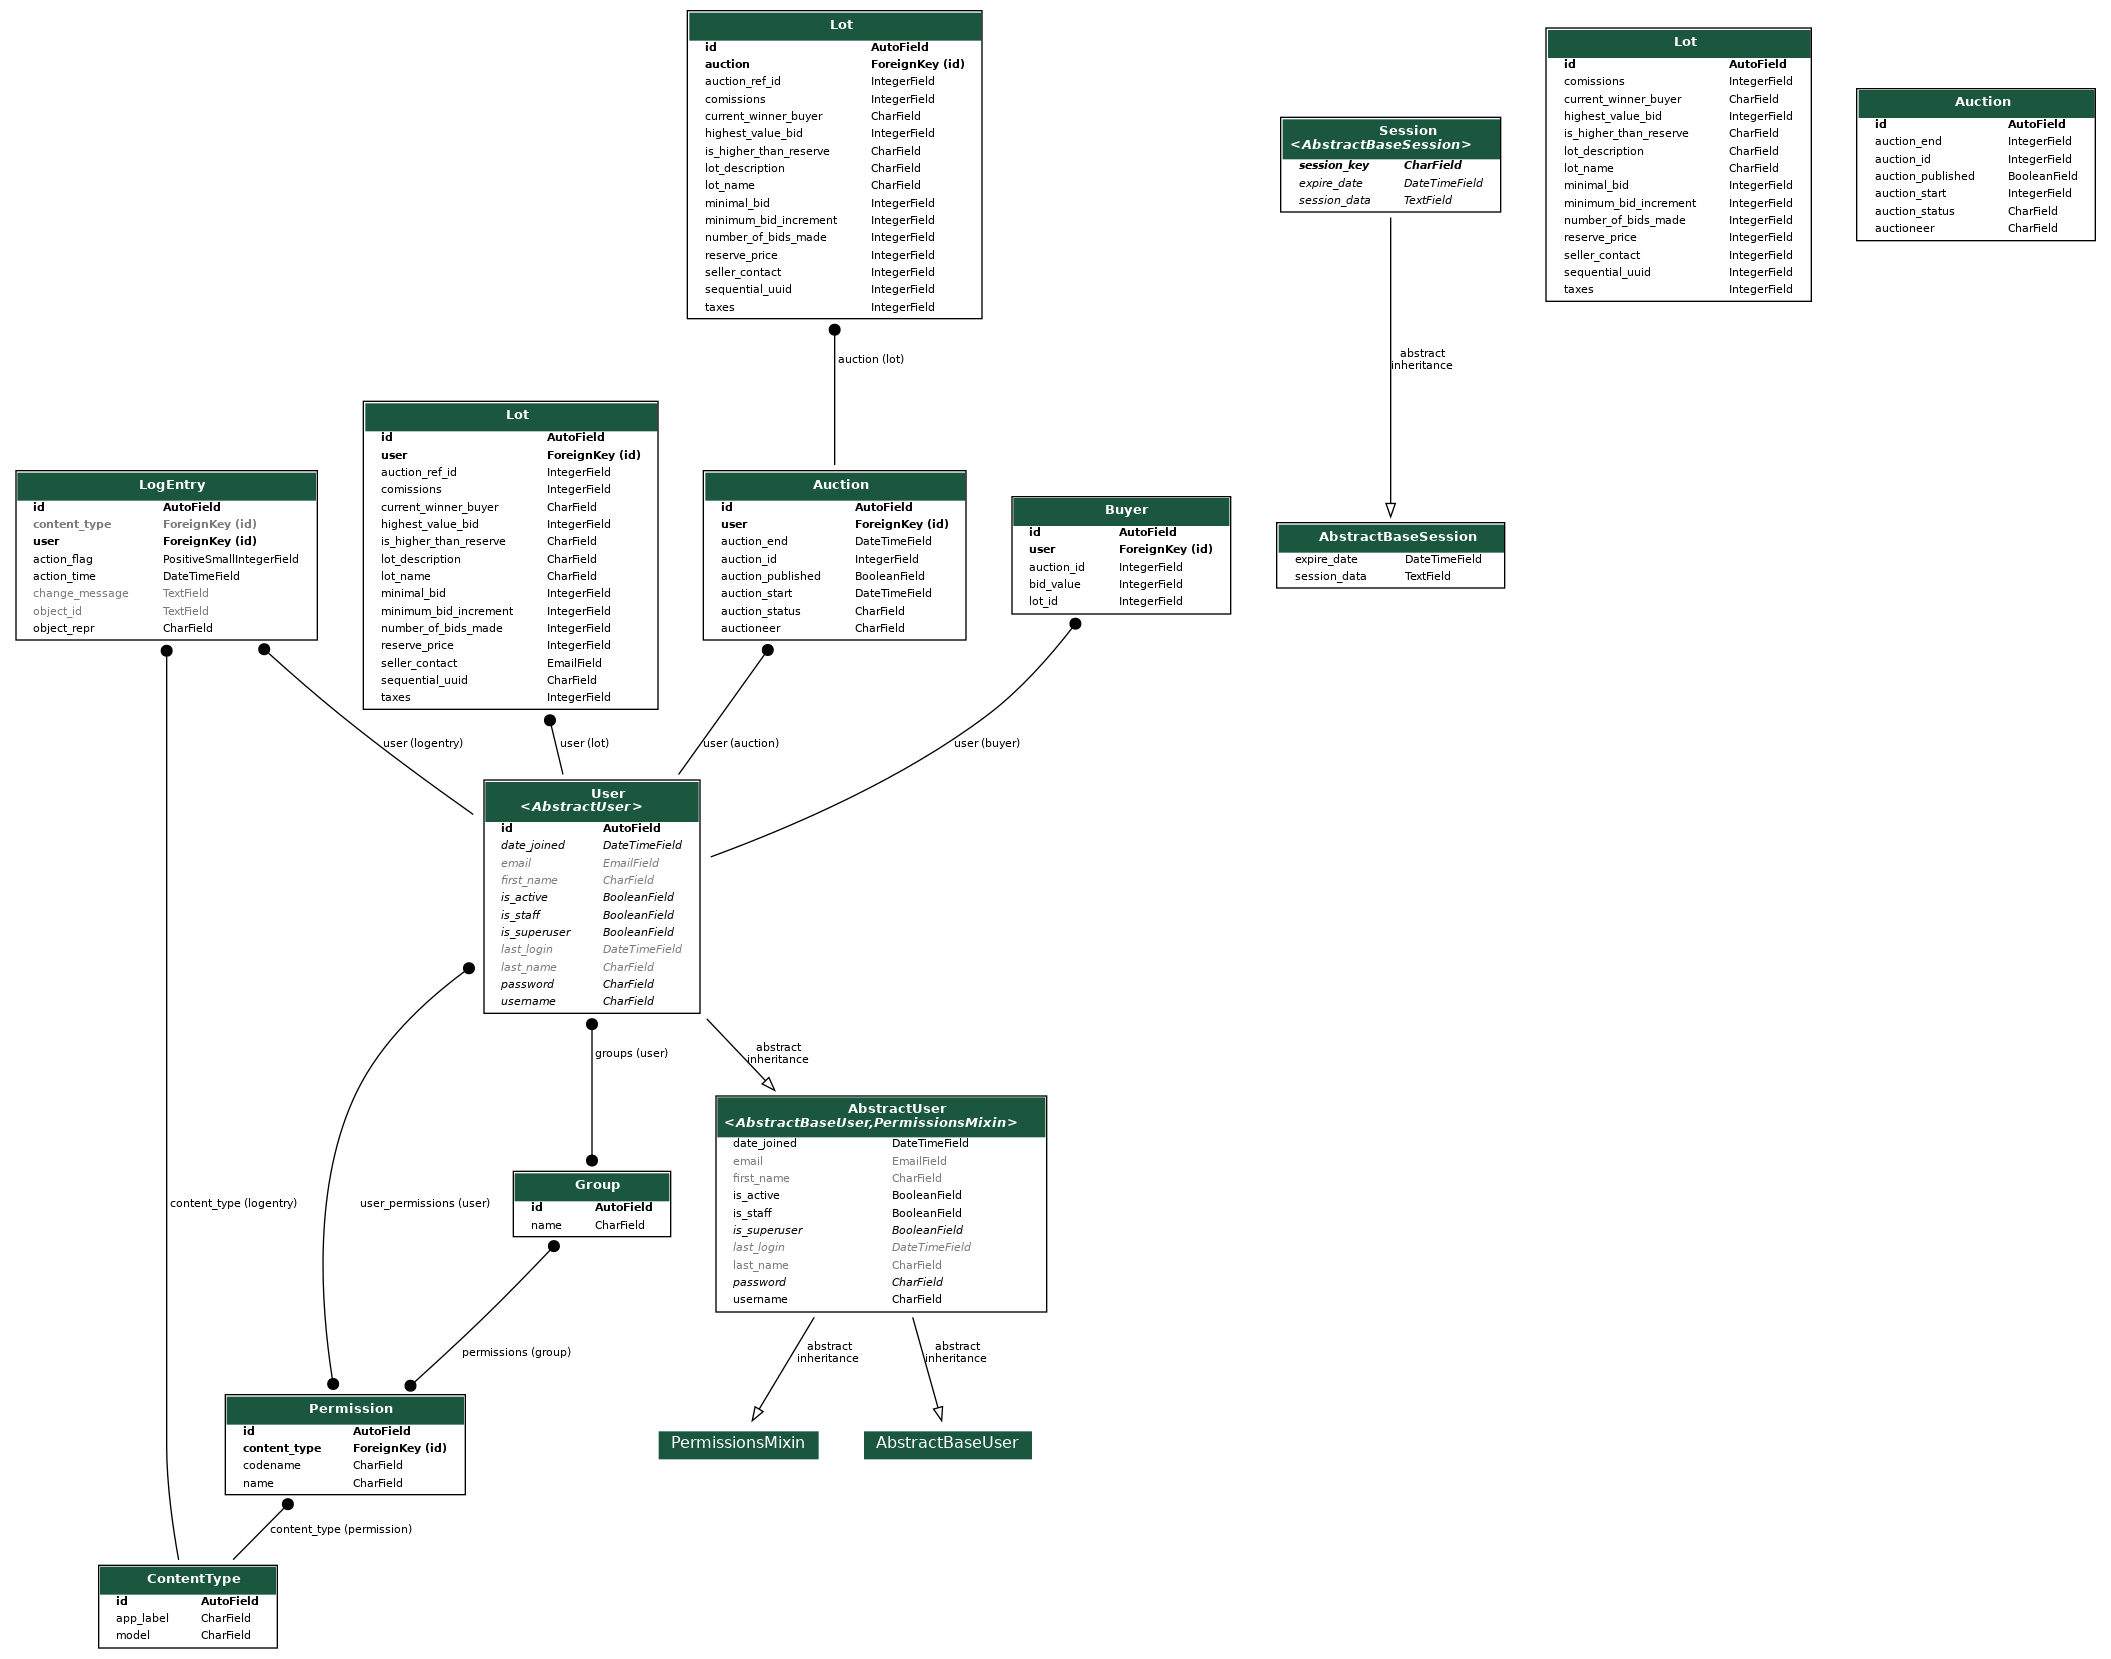 Lot
id AutoField
auction ForeignKey (id)
auction_ref_id IntegerField
comissions IntegerField
current_winner_buyer CharField
highest_value_bid IntegerField
is_higher_than_reserve CharField
lot_description CharField
lot_name CharField
minimal_bid IntegerField
minimum_bid_increment IntegerField
number_of_bids_made IntegerField
reserve_price IntegerField
seller_contact IntegerField
sequential_uuid IntegerField
taxes IntegerField
Session
<AbstractBaseSession>
session_key CharField
expire_date DateTimeField
session_data TextField
Lot
id AutoField
comissions IntegerField
current_winner_buyer CharField
highest_value_bid IntegerField
is_higher_than_reserve CharField
lot_description CharField
lot_name CharField
minimal_bid IntegerField
minimum_bid_increment IntegerField
number_of_bids_made IntegerField
reserve_price IntegerField
seller_contact IntegerField
sequential_uuid IntegerField
taxes IntegerField
Auction
id AutoField
auction_end IntegerField
auction_id IntegerField
auction_published BooleanField
auction_start IntegerField
auction_status CharField
auctioneer CharField
auction (lot)
abstract
inheritance
LogEntry
id AutoField
content_type ForeignKey (id)
user ForeignKey (id)
action_flag PositiveSmallIntegerField
action_time DateTimeField
change_message TextField
object_id TextField
object_repr CharField
Lot
id AutoField
user ForeignKey (id)
auction_ref_id IntegerField
comissions IntegerField
current_winner_buyer CharField
highest_value_bid IntegerField
is_higher_than_reserve CharField
lot_description CharField
lot_name CharField
minimal_bid IntegerField
minimum_bid_increment IntegerField
number_of_bids_made IntegerField
reserve_price IntegerField
seller_contact EmailField
sequential_uuid CharField
taxes IntegerField
Auction
id AutoField
user ForeignKey (id)
auction_end DateTimeField
auction_id IntegerField
auction_published BooleanField
auction_start DateTimeField
auction_status CharField
auctioneer CharField
Buyer
id AutoField
user ForeignKey (id)
auction_id IntegerField
bid_value IntegerField
lot_id IntegerField
AbstractBaseSession
expire_date DateTimeField
session_data TextField
user (logentry)
user (lot)
user (auction)
user (buyer)
User
<AbstractUser>
id AutoField
date_joined DateTimeField
email EmailField
first_name CharField
is_active BooleanField
is_staff BooleanField
is_superuser BooleanField
last_login DateTimeField
last_name CharField
password CharField
username CharField
groups (user)
abstract
inheritance
content_type (logentry)
user_permissions (user)
Group
id AutoField
name CharField
AbstractUser
<AbstractBaseUser,PermissionsMixin>
date_joined DateTimeField
email EmailField
first_name CharField
is_active BooleanField
is_staff BooleanField
is_superuser BooleanField
last_login DateTimeField
last_name CharField
password CharField
username CharField
permissions (group)
abstract
inheritance
abstract
inheritance
Permission
id AutoField
content_type ForeignKey (id)
codename CharField
name CharField
PermissionsMixin
AbstractBaseUser
content_type (permission)
ContentType
id AutoField
app_label CharField
model CharField